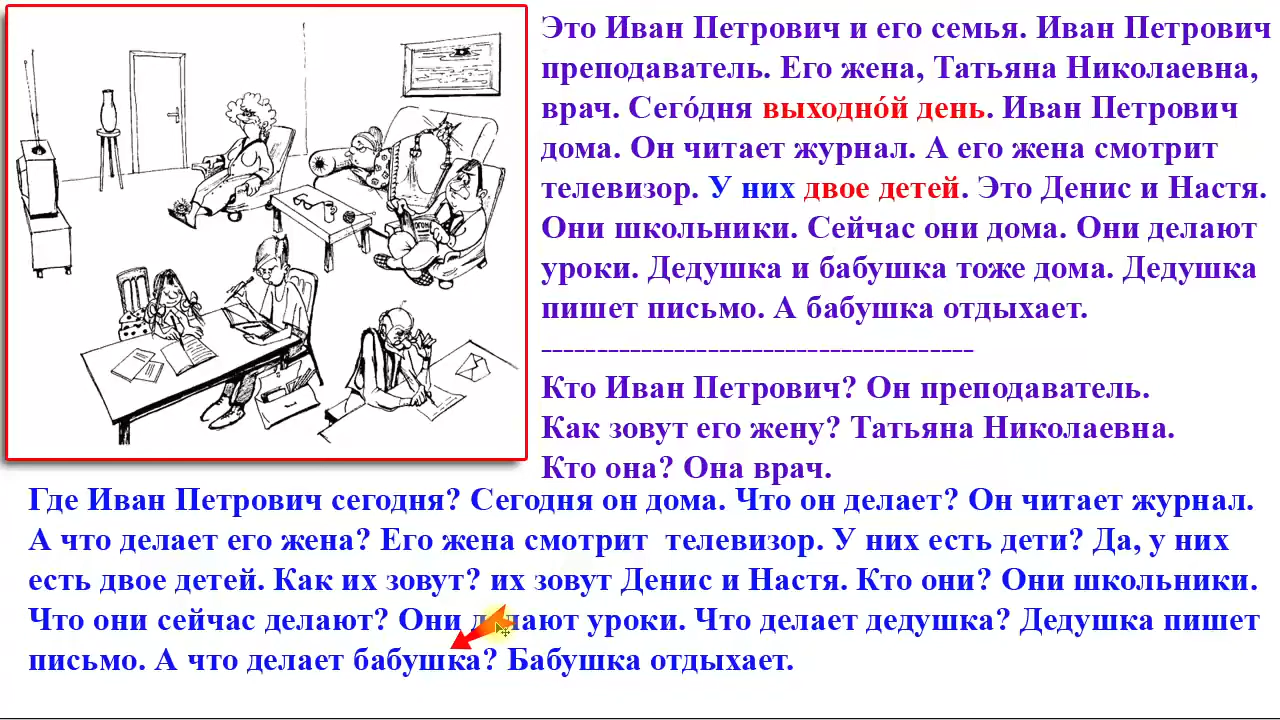 Это Иван Петрович и его семья. Иван Петрович
преподаватель. Его жена, Татьяна Николаевна,
врач. Сего́дня выходно́й день. Иван Петрович
дома. Он читает журнал. А его жена смотрит
телевизор. У них двое детей. Это Денис и Настя.
Они школьники. Сейчас они дома. Они делают
уроки. Дедушка и бабушка тоже дома. Дедушка
пишет письмо. А бабушка отдыхает.
---------------------------------------
Кто Иван Петрович? Он преподаватель.
Как зовут его жену? Татьяна Николаевна.
Кто она? Она врач.
Где Иван Петрович сегодня? Сегодня он дома. Что он делает? Он читает журнал.
А что делает его жена? Его жена смотрит  телевизор. У них есть дети? Да, у них
есть двое детей. Как их зовут? их зовут Денис и Настя. Кто они? Они школьники.
Что они сейчас делают? Они делают уроки. Что делает дедушка? Дедушка пишет
письмо. А что делает бабушка? Бабушка отдыхает.